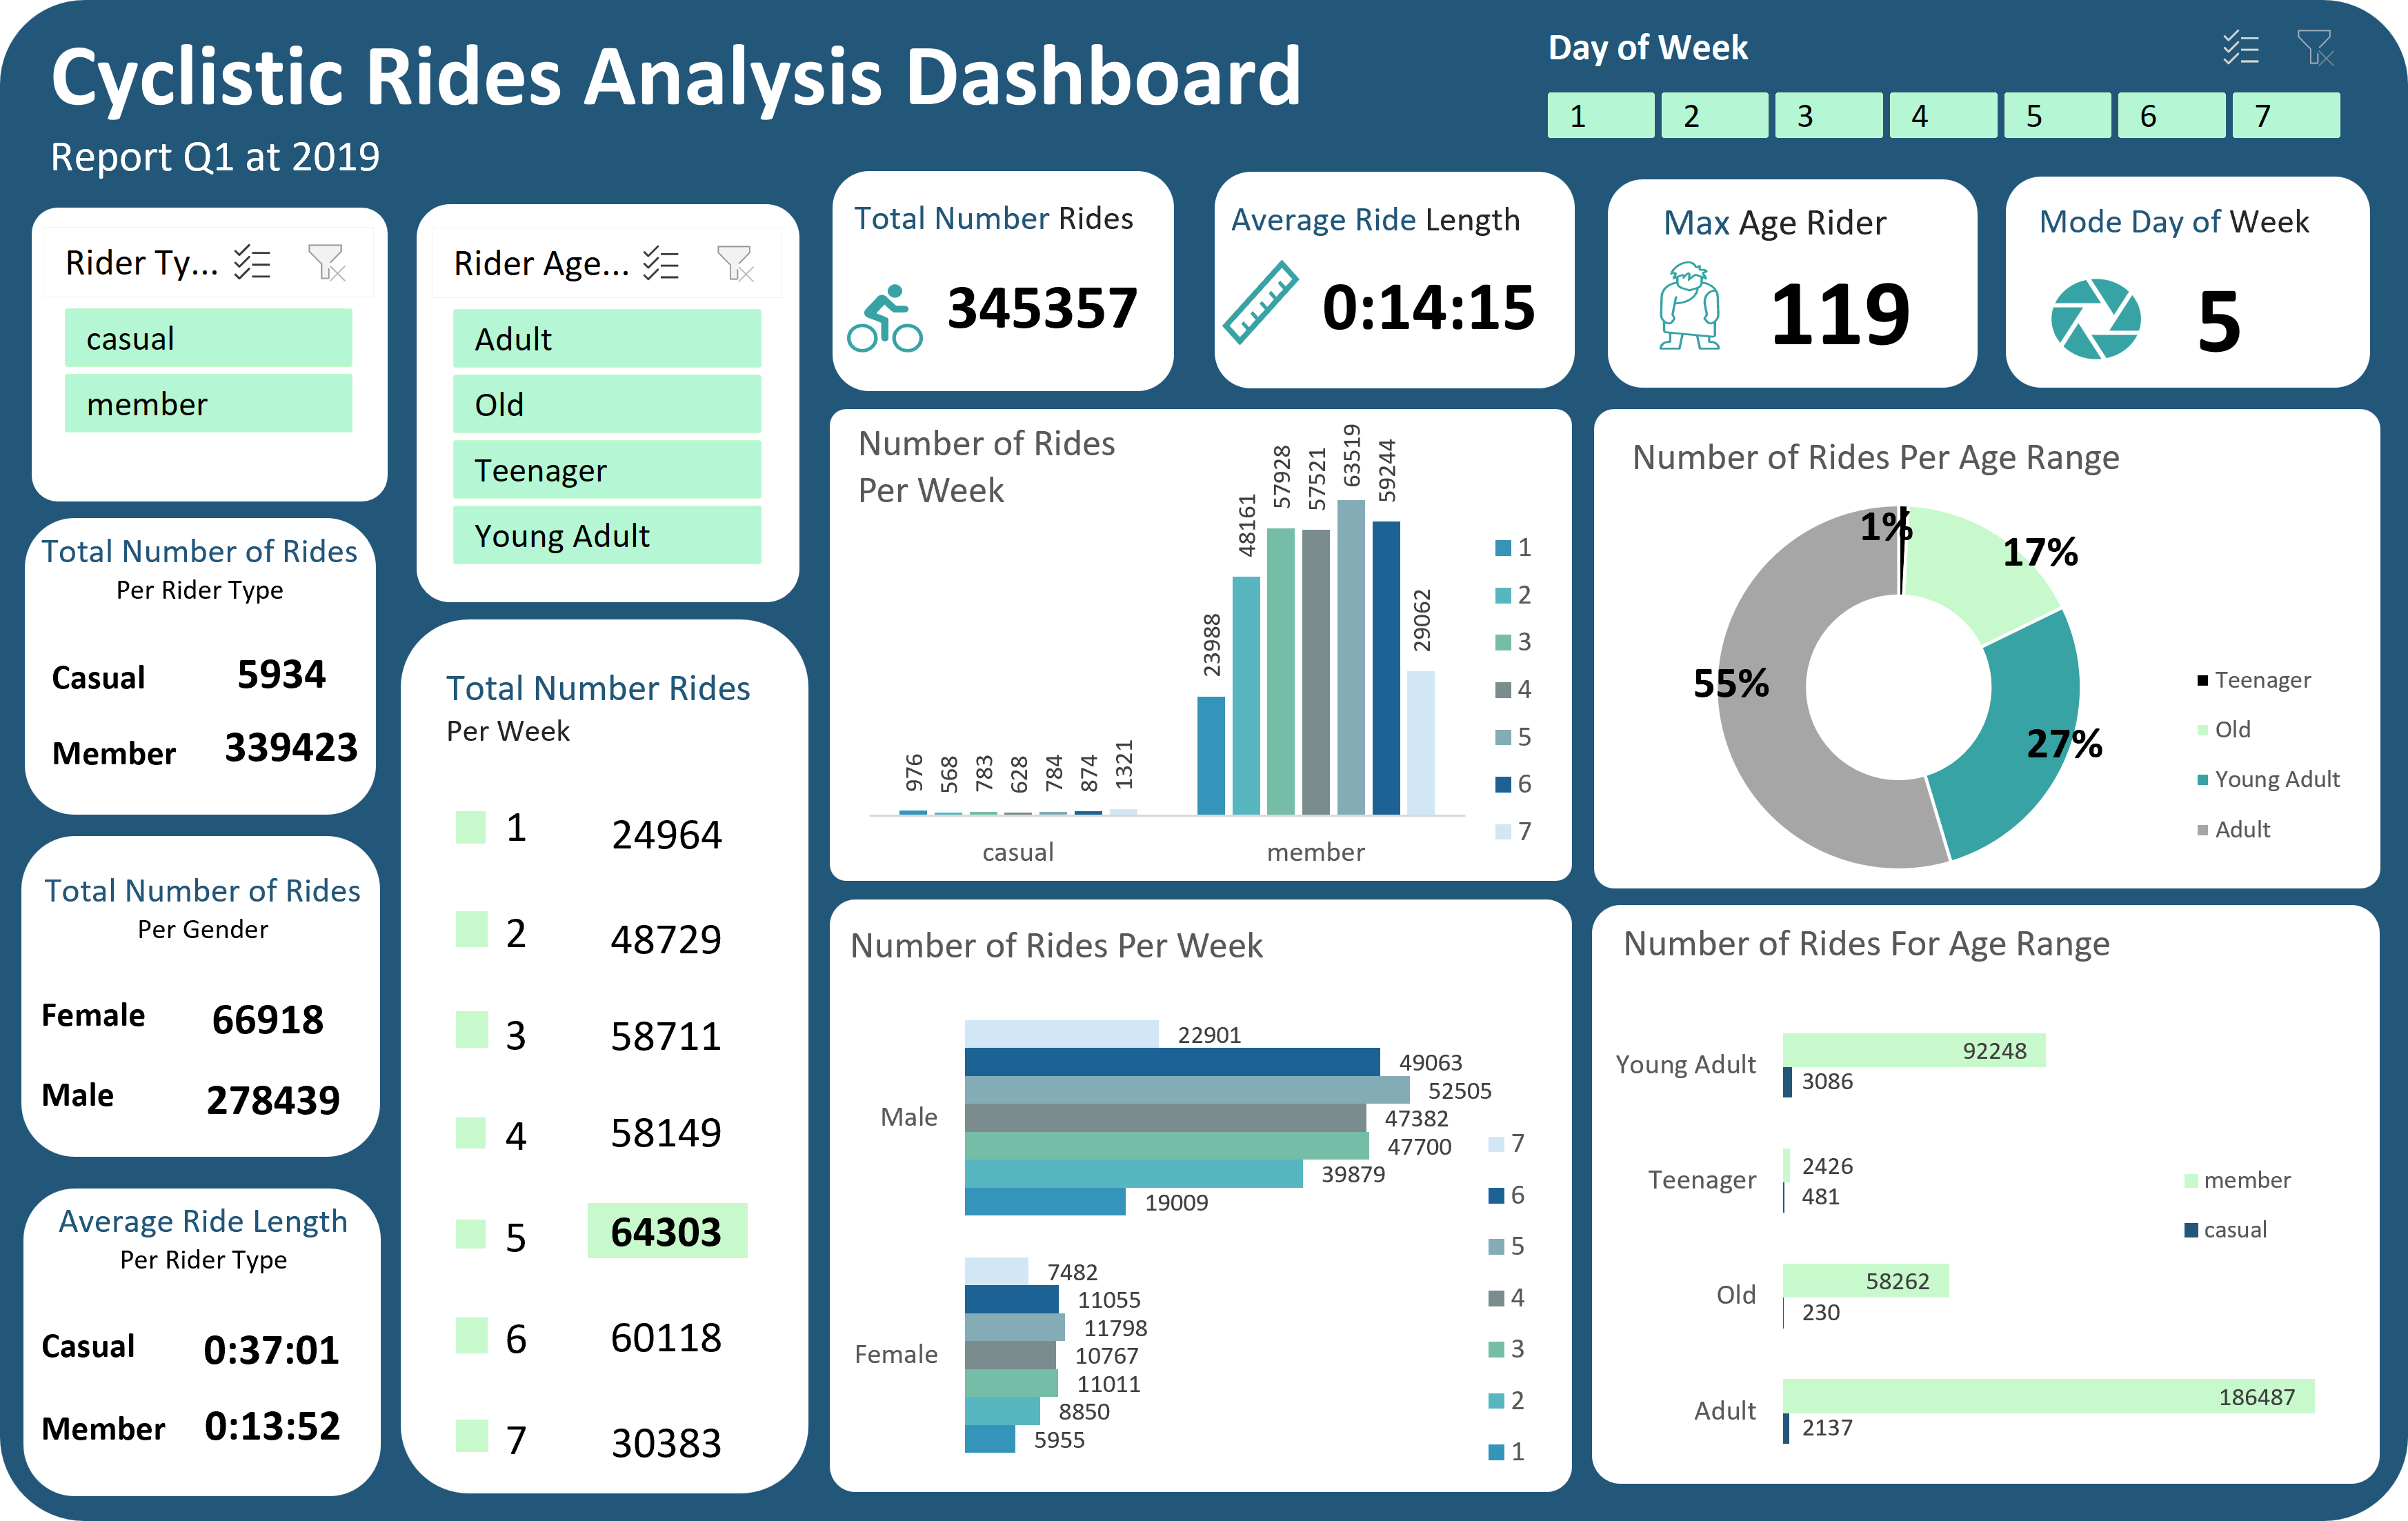 Cyclistic Rides Analysis Dashboard
Report Q1 at 2019
Day of Week
1 2 3 4 5 6 7
Rider Ty...
casual
member
Rider Age...
Adult
Old
Teenager
Young Adult
Total Number Rides
345357
Average Ride Length
0:14:15
Max Age Rider
119
Mode Day of Week
5
Total Number of Rides
Per Rider Type
Casual 5934
Member 339423
Total Number of Rides
Per Gender
Female 66918
Male 278439
Average Ride Length
Per Rider Type
Casual 0:37:01
Member 0:13:52
Total Number Rides
Per Week
1 24964
2 48729
3 58711
4 58149
5 64303
6 60118
7 30383
Number of Rides
Per Week
976 568 783 628 784 874 1321
23988 48161 57928 57521 63519 59244 29062
casual member
1
2
3
4
5
6
7
Number of Rides Per Age Range
1%
17%
55%
27%
Teenager
Old
Young Adult
Adult
Number of Rides Per Week
Male
22901
49063
52505
47382
47700
39879
19009
Female
7482
11055
11798
10767
11011
8850
5955
7
6
5
4
3
2
1
Number of Rides For Age Range
Young Adult
92248
3086
Teenager
2426
481
Old
58262
230
Adult
186487
2137
member
casual